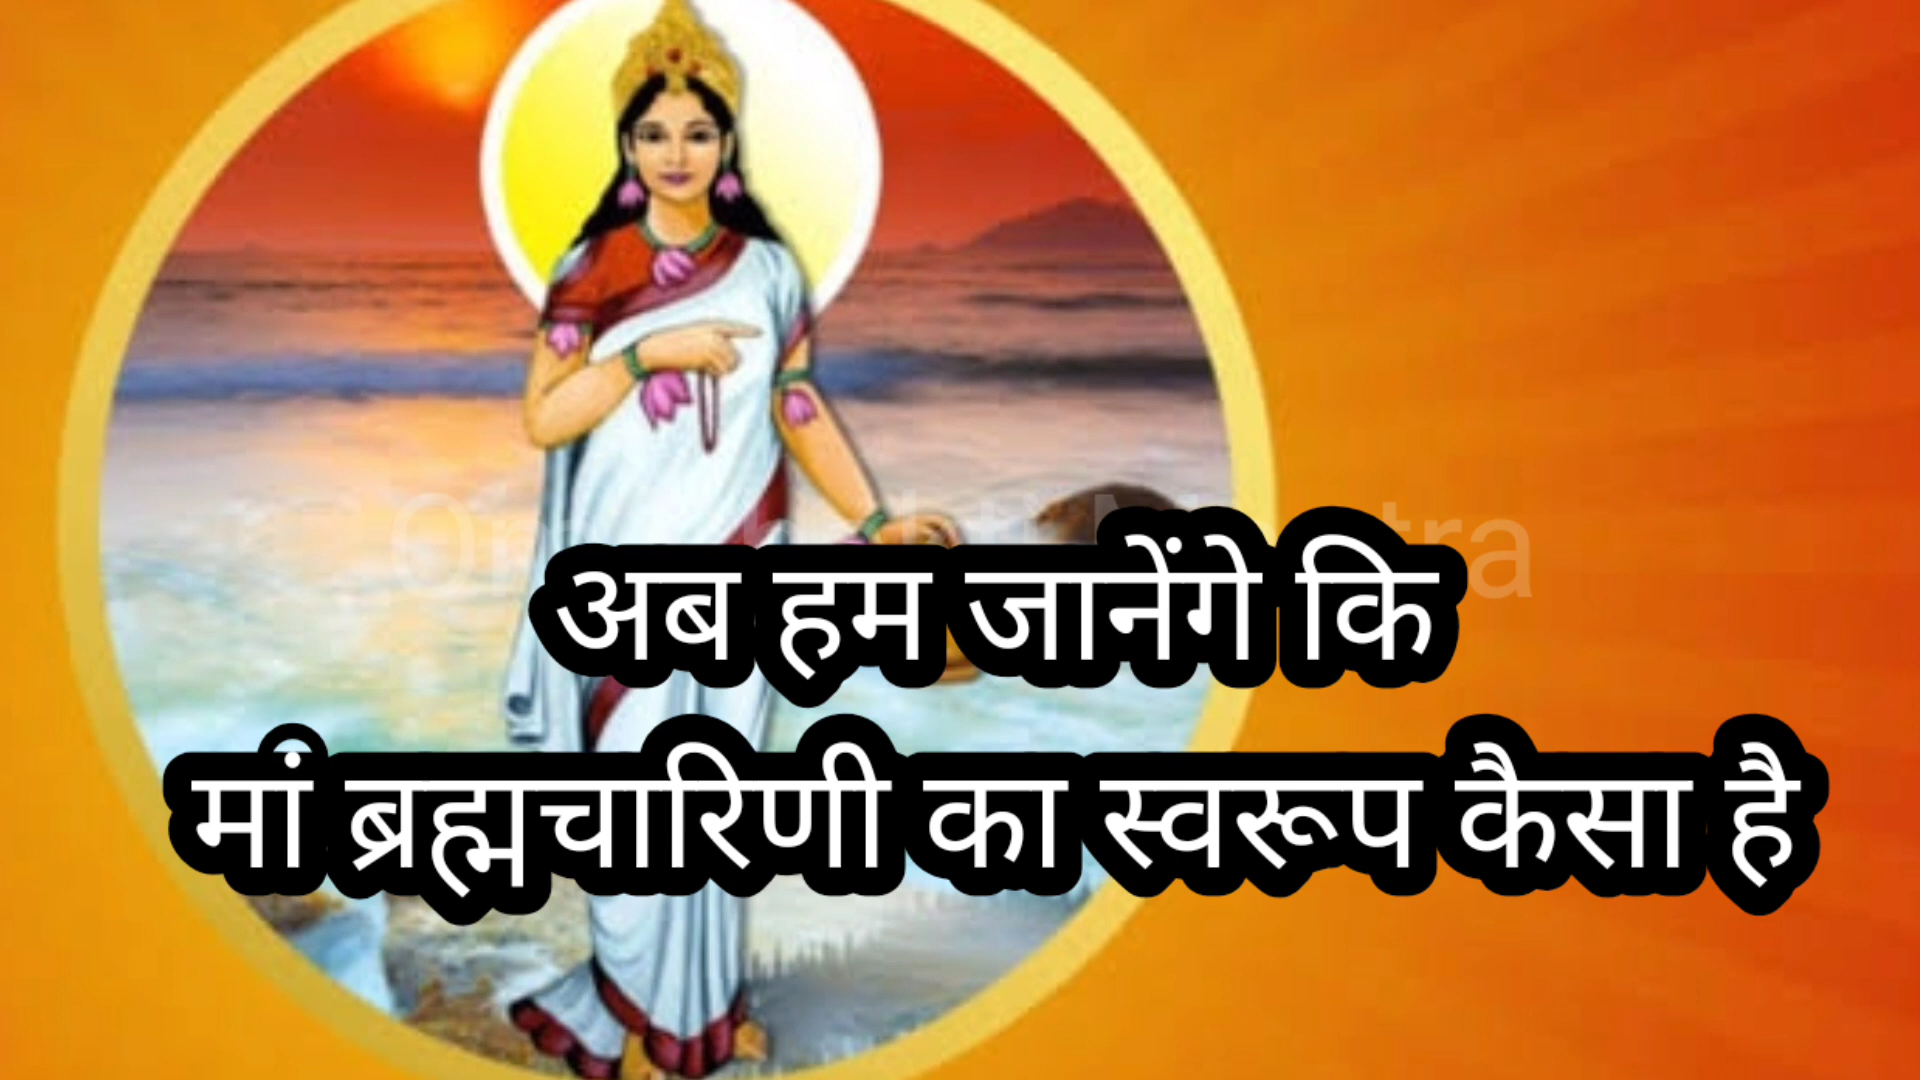 अब हम जानेंगे कि
मां ब्रह्मचारिणी का स्वरूप कैसा है